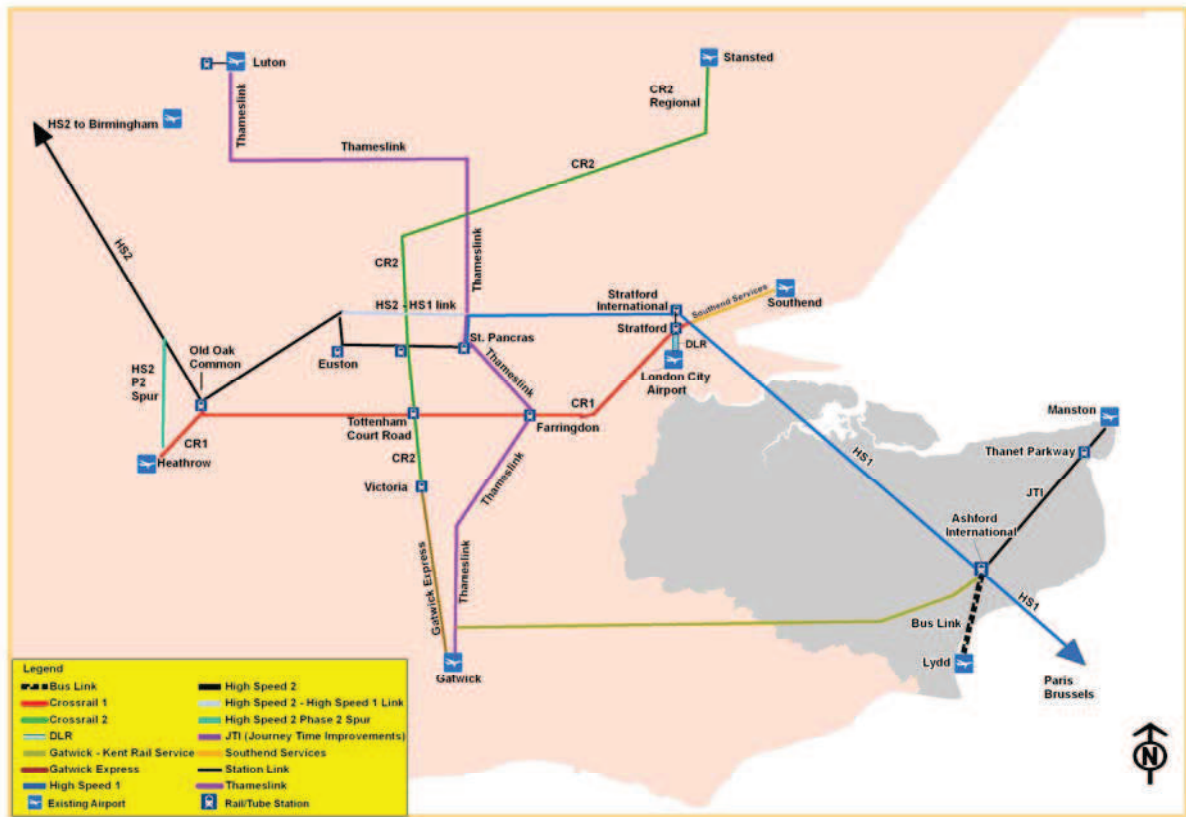 Luton
Stansted
Thameslink
CR2
Regional
HS2 to Birmingham
Thameslink
CR2
HS2
CR2
Thameslink
HS2 - HS1 link
Stratford
International
Southend Services
Southend
Stratford
DLR
London City
Airport
Old Oak
Common
Euston
St. Pancras
HS2
P2
Spur
Thameslink
CR1
Heathrow
Tottenham
Court Road
CR1
Farringdon
Manston
Thanet Parkway
JTI
HS1
CR2
Victoria
Thameslink
Ashford
International
Gatwick Express
Thameslink
HS1
Bus Link
Lydd
Gatwick
Paris
Brussels
Legend
Bus Link
Crossrail 1
Crossrail 2
DLR
Gatwick - Kent Rail Service
Gatwick Express
High Speed 1
Existing Airport
High Speed 2
High Speed 2 - High Speed 1 Link
High Speed 2 Phase 2 Spur
JTI (Journey Time Improvements)
Southend Services
Station Link
Thameslink
Rail/Tube Station
N